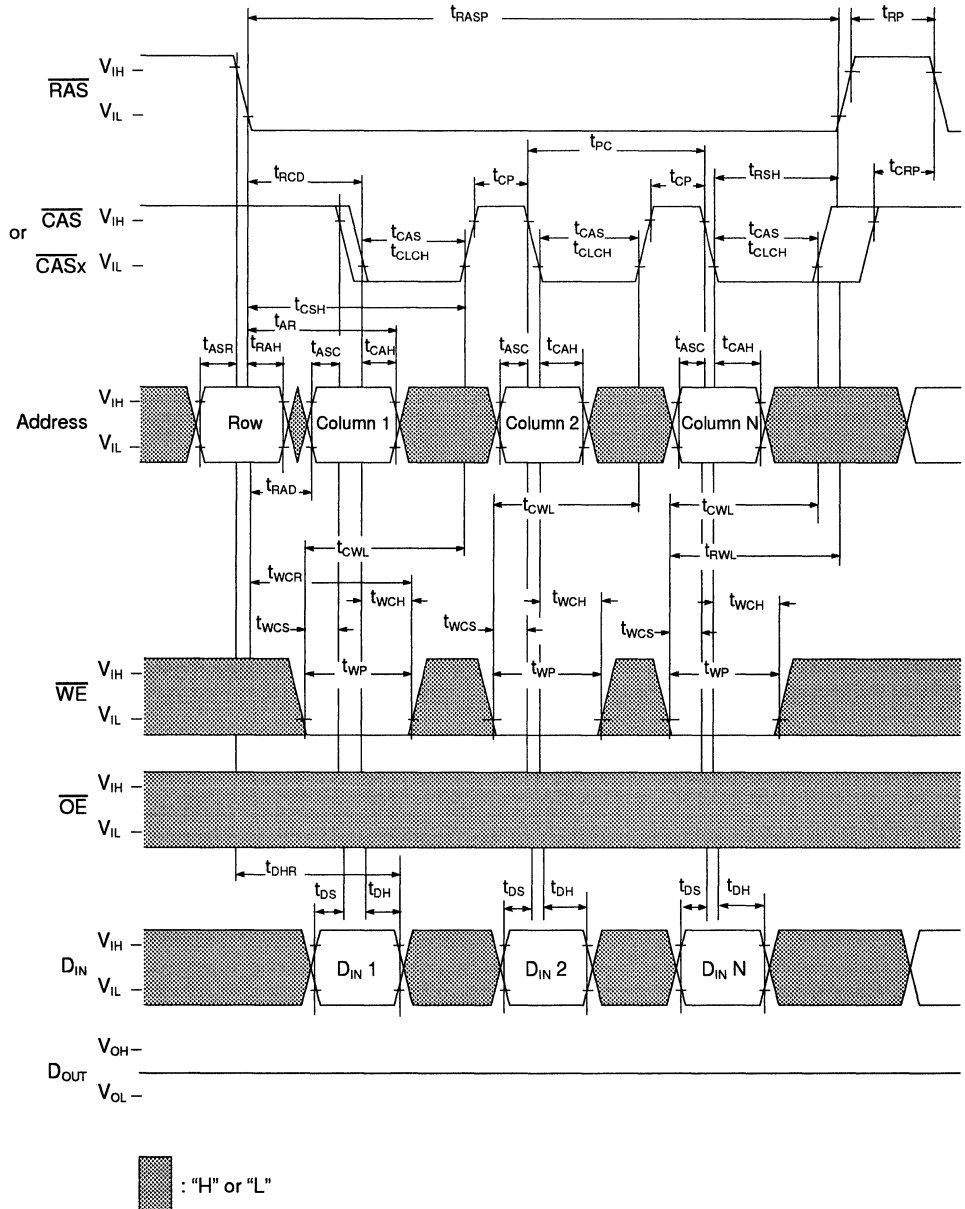 tRASP tRP
RAS VIH
VIL
tRCD tCP tPC tCP tRSH tCRP
or CAS VIH
CASx VIL
tCAS tCAS tCAS
tCLCH tCLCH tCLCH
tCSH
tAR
tASR tRAH tASC tCAH tASC tCAH tASC tCAH
Address VIH
VIL
Row Column 1 Column 2 Column N
tRAD
tCWL tCWL
tCWL tRWL
tWCR
tWCH tWCH tWCH
tWCS tWCS tWCS
WE VIH
VIL
tWP tWP tWP
OE VIH
VIL
tDHR
tDS tDH tDS tDH tDS tDH
DIN VIH
VIL
DIN 1 DIN 2 DIN N
DOUT VOH
VOL
: "H" or "L"